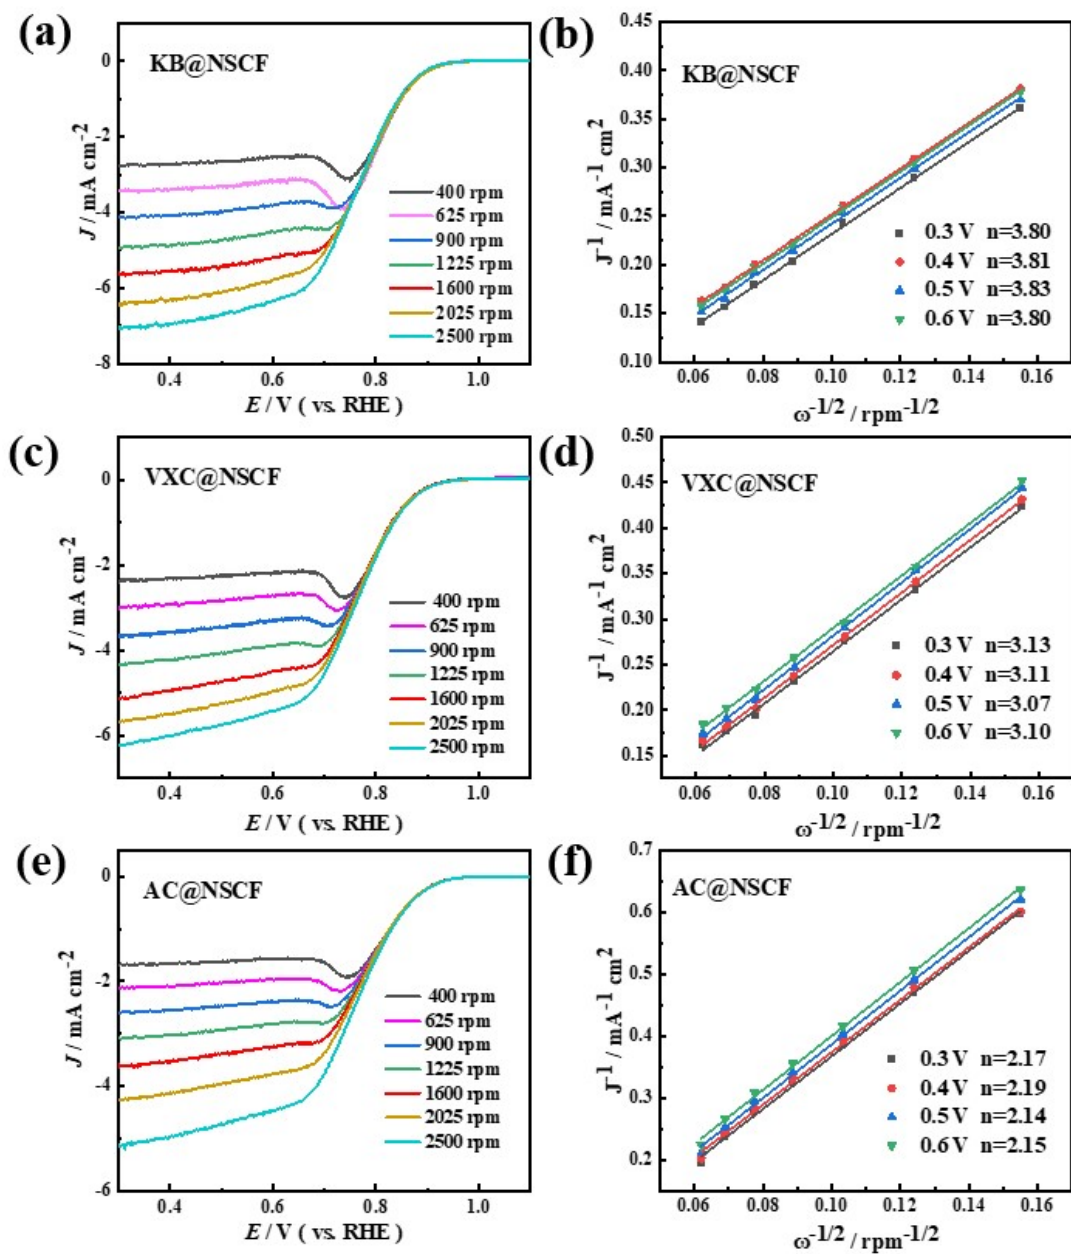 (a)
KB@NSCF
0
-2
-4
-6
-8
J / mA cm-2
400 rpm
625 rpm
900 rpm
1225 rpm
1600 rpm
2025 rpm
2500 rpm
0.4 0.6 0.8 1.0
E / V ( vs. RHE )
(b)
KB@NSCF
0.45
0.40
0.35
0.30
0.25
0.20
0.15
0.10
J-1 / mA-1 cm2
0.3 V n=3.80
0.4 V n=3.81
0.5 V n=3.83
0.6 V n=3.80
0.06 0.08 0.10 0.12 0.14 0.16
ω-1/2 / rpm-1/2
(c)
VXC@NSCF
0
-2
-4
-6
J / mA cm-2
400 rpm
625 rpm
900 rpm
1225 rpm
1600 rpm
2025 rpm
2500 rpm
0.4 0.6 0.8 1.0
E / V ( vs. RHE )
(d)
VXC@NSCF
0.50
0.45
0.40
0.35
0.30
0.25
0.20
0.15
J-1 / mA-1 cm2
0.3 V n=3.13
0.4 V n=3.11
0.5 V n=3.07
0.6 V n=3.10
0.06 0.08 0.10 0.12 0.14 0.16
ω-1/2 / rpm-1/2
(e)
AC@NSCF
0
-2
-4
-6
J / mA cm-2
400 rpm
625 rpm
900 rpm
1225 rpm
1600 rpm
2025 rpm
2500 rpm
0.4 0.6 0.8 1.0
E / V ( vs. RHE )
(f)
AC@NSCF
0.7
0.6
0.5
0.4
0.3
0.2
J-1 / mA-1 cm2
0.3 V n=2.17
0.4 V n=2.19
0.5 V n=2.14
0.6 V n=2.15
0.06 0.08 0.10 0.12 0.14 0.16
ω-1/2 / rpm-1/2